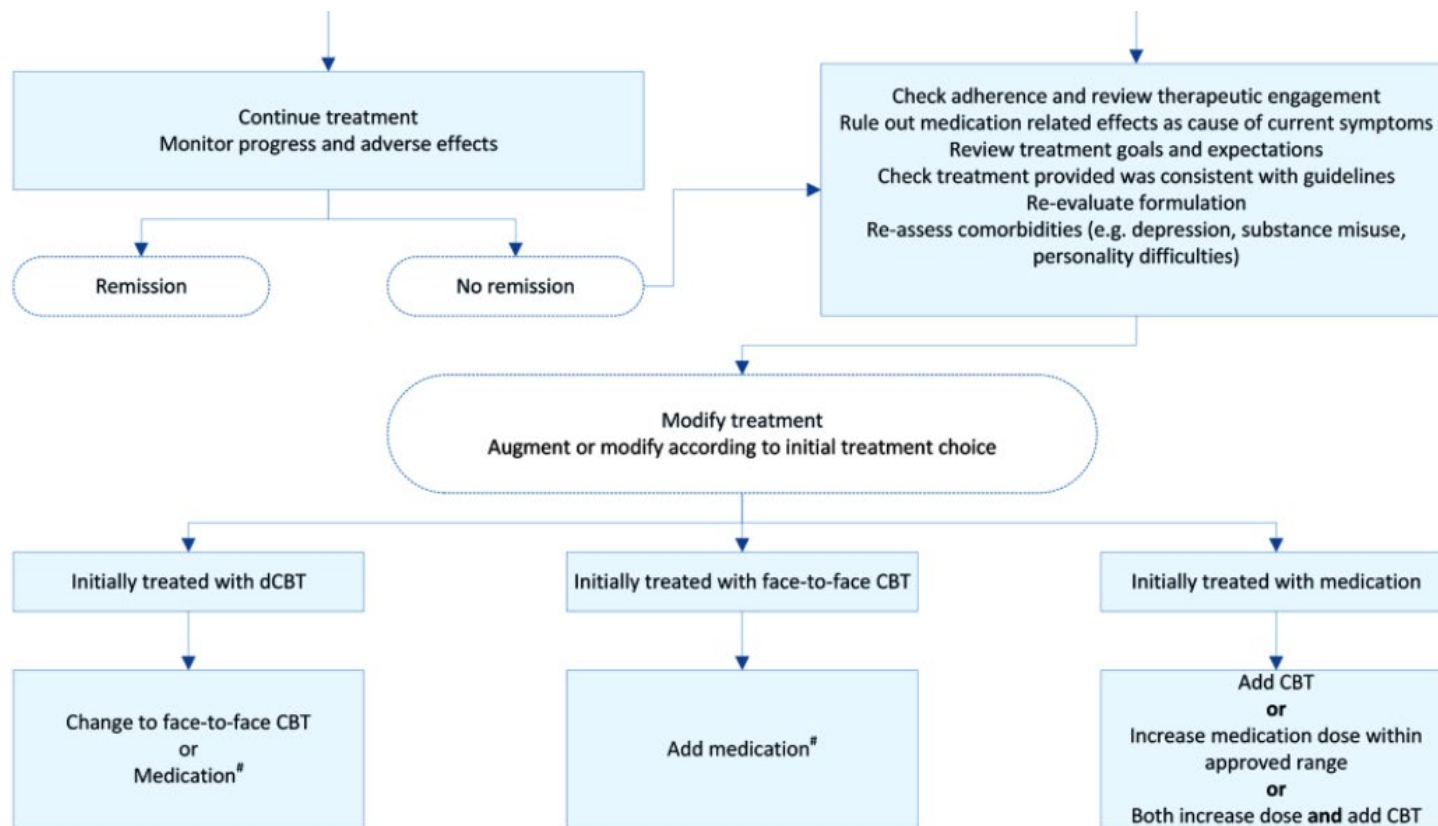 Continue treatment
Monitor progress and adverse effects
Check adherence and review therapeutic engagement
Rule out medication related effects as cause of current symptoms
Review treatment goals and expectations
Check treatment provided was consistent with guidelines
Re-evaluate formulation
Re-assess comorbidities (e.g. depression, substance misuse,
personality difficulties)
Remission
No remission
Modify treatment
Augment or modify according to initial treatment choice
Initially treated with dCBT
Initially treated with face-to-face CBT
Initially treated with medication
Change to face-to-face CBT
or
Medication#
Add medication#
Add CBT
or
Increase medication dose within
approved range
or
Both increase dose and add CBT